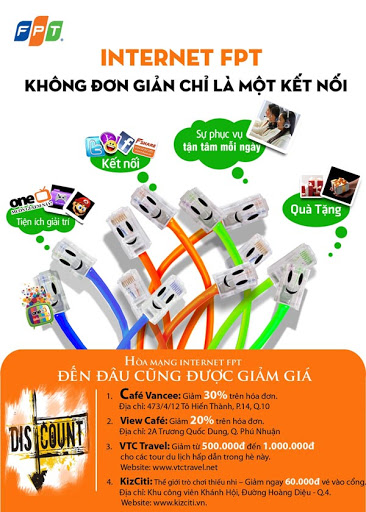 FPT
INTERNET FPT
KHÔNG ĐƠN GIẢN CHỈ LÀ MỘT KẾT NỐI
Sự phục vụ
tận tâm mỗi ngày
Kết nối
one
Tiện ích giải trí
Quà Tặng
HÒA MẠNG INTERNET FPT
ĐẾN ĐÂU CŨNG ĐƯỢC GIẢM GIÁ
DISCOUNT
1. Café Vancee: Giảm 30% trên hóa đơn.
Địa chỉ: 473/4/12 Tô Hiến Thành, P.14, Q.10
2. View Café: Giảm 20% trên hóa đơn.
Địa chỉ: 2A Trương Quốc Dung, Q. Phú Nhuận
3. VTC Travel: Giảm từ 500.000đ đến 1.000.000đ
cho các tour du lịch hấp dẫn trong hè này.
Website: www.vtctravel.net
4. KizCiti: Thế giới trò chơi thiếu nhi – Giảm ngay 60.000đ vé vào cổng.
Địa chỉ: Khu công viên Khánh Hội, Đường Hoàng Diệu - Q.4.
Website: www.kizciti.vn.